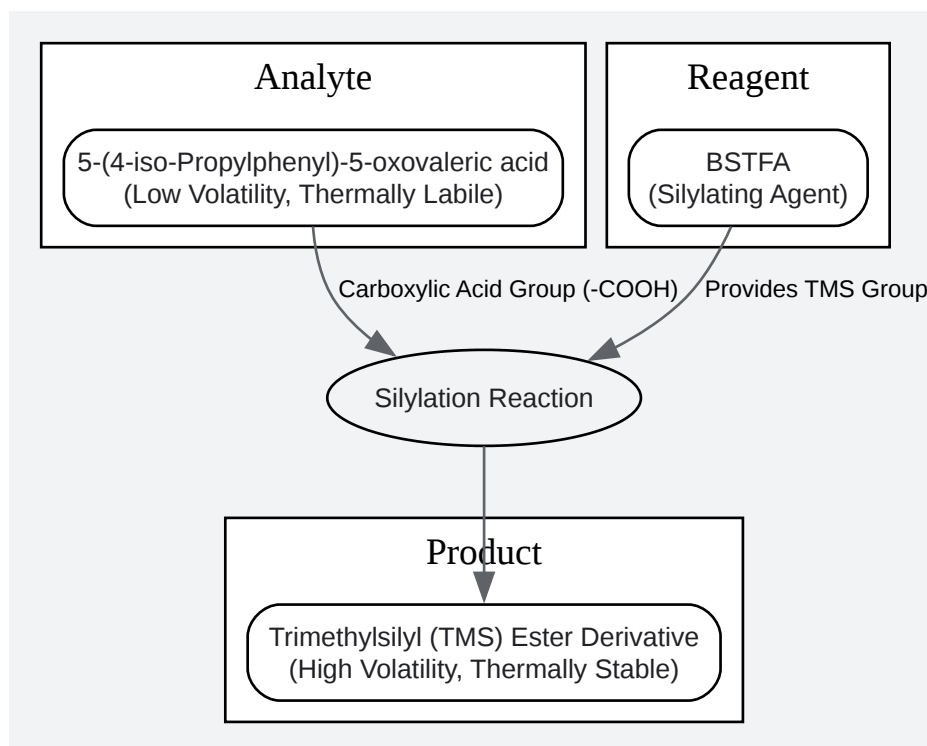 Analyte
5-(4-iso-Propylphenyl)-5-oxovaleric acid
(Low Volatility, Thermally Labile)
Reagent
BSTFA
(Silylating Agent)
Carboxylic Acid Group (-COOH)
Provides TMS Group
Silylation Reaction
Product
Trimethylsilyl (TMS) Ester Derivative
(High Volatility, Thermally Stable)